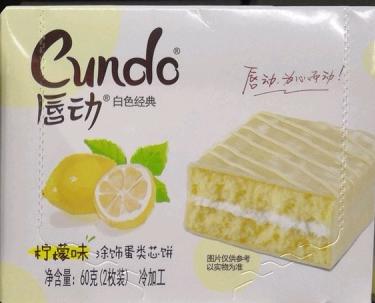 Cundo®
唇动® 白色经典
唇动,为心而动!
柠檬味 涂饰蛋类芯饼
图片仅供参考
以实物为准
净含量:60克(2枚装) 冷加工